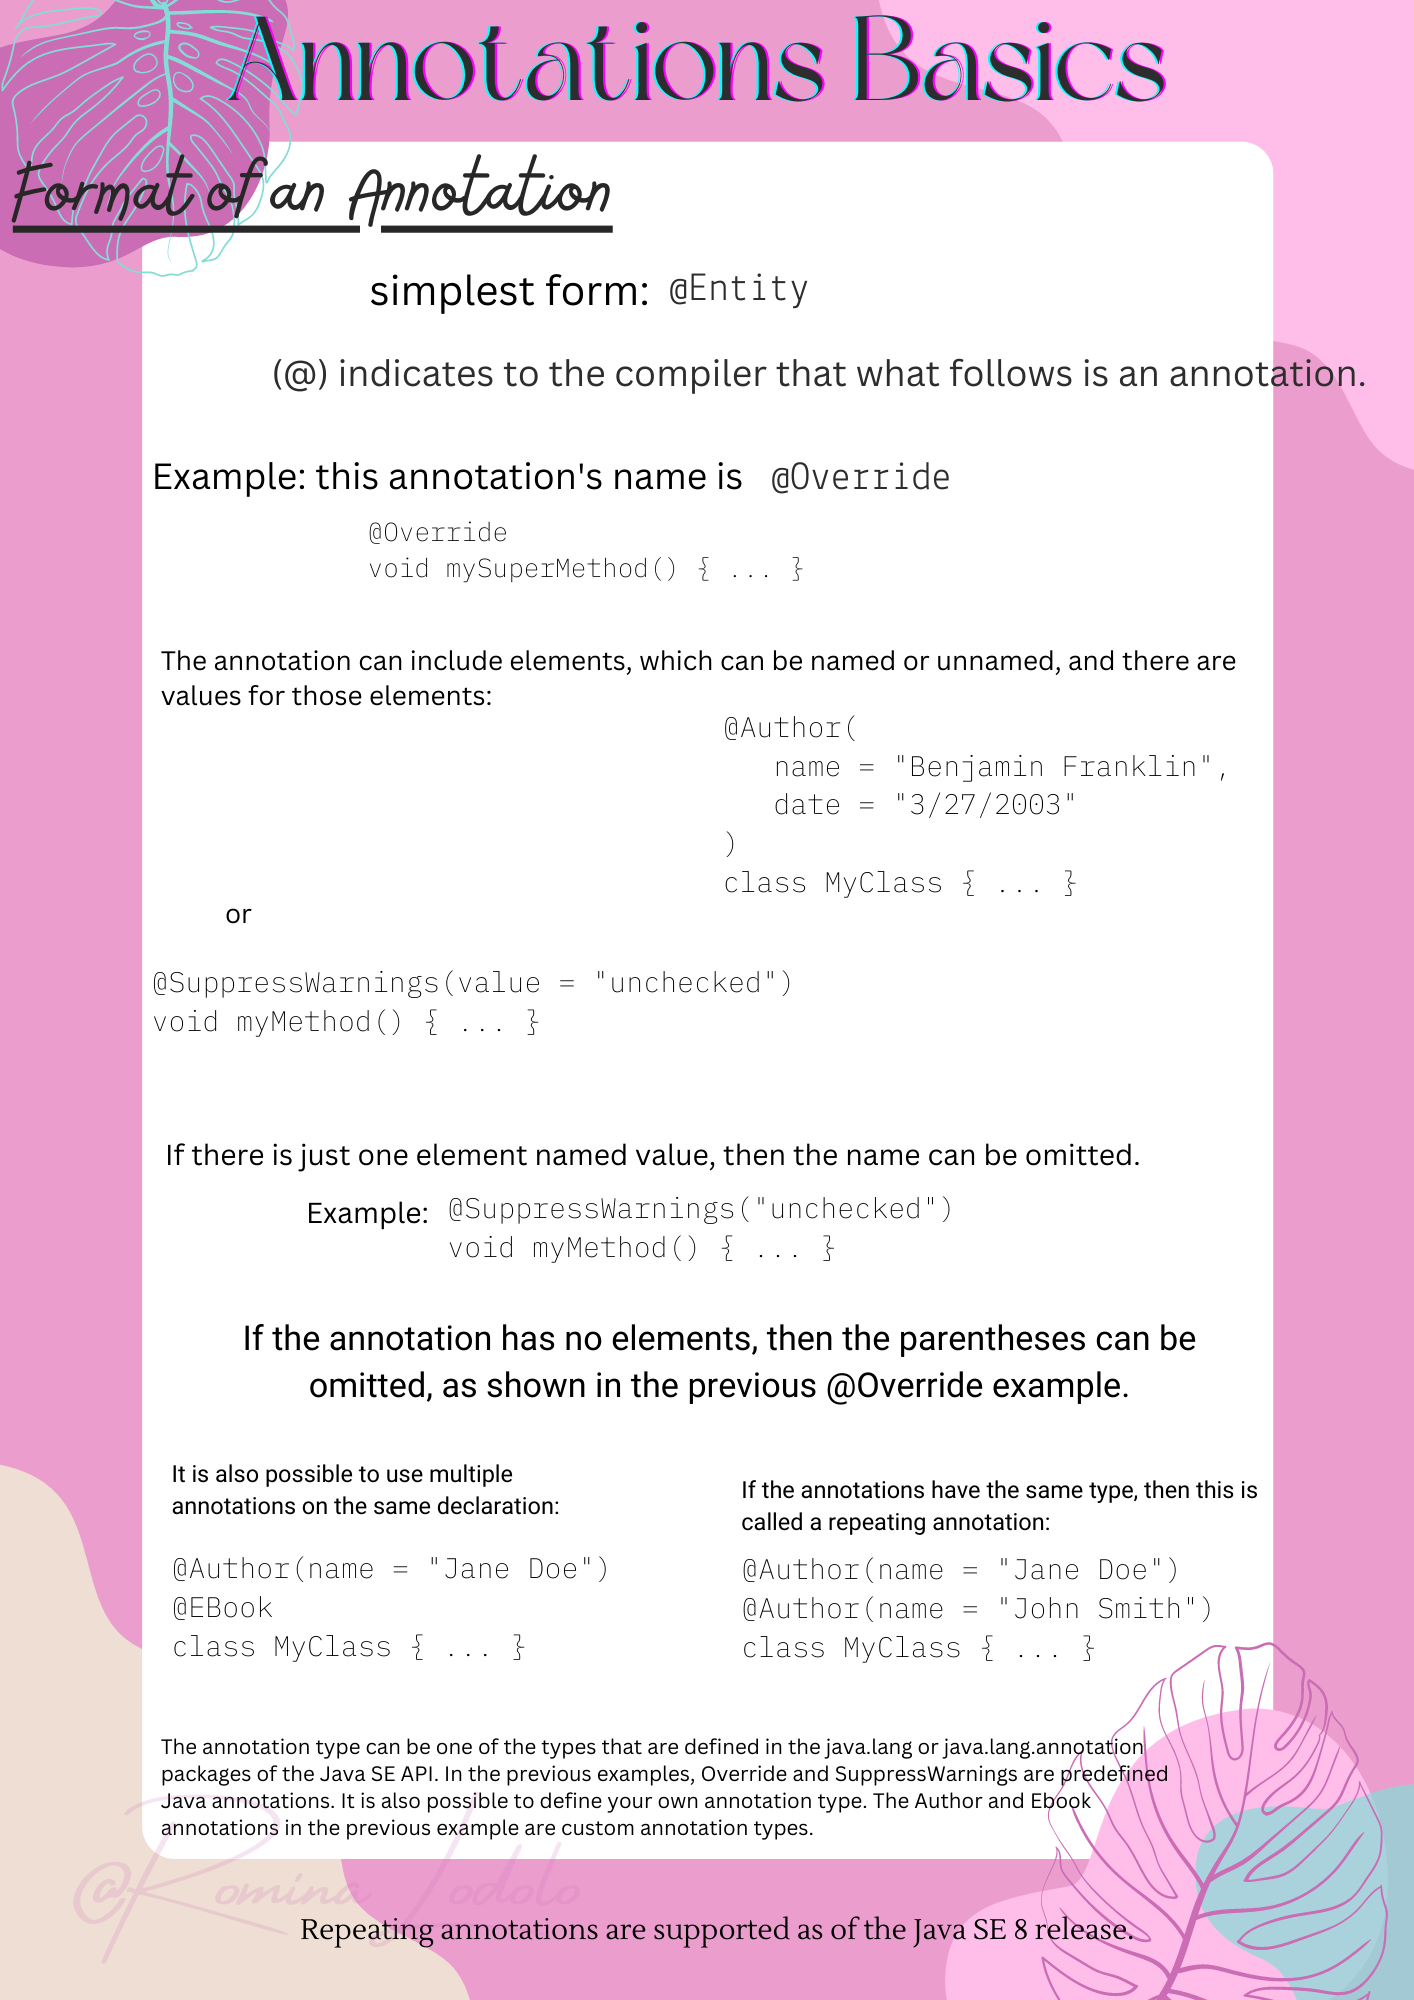 Annotations Basics
Format of an Annotation
simplest form: @Entity
(@) indicates to the compiler that what follows is an annotation.
Example: this annotation's name is @Override
@Override
void mySuperMethod() { ... }
The annotation can include elements, which can be named or unnamed, and there are
values for those elements:
@Author(
   name = "Benjamin Franklin",
   date = "3/27/2003"
)
class MyClass { ... }
or
@SuppressWarnings(value = "unchecked")
void myMethod() { ... }
If there is just one element named value, then the name can be omitted.
Example: @SuppressWarnings("unchecked")
void myMethod() { ... }
If the annotation has no elements, then the parentheses can be
omitted, as shown in the previous @Override example.
It is also possible to use multiple
annotations on the same declaration:
@Author(name = "Jane Doe")
@EBook
class MyClass { ... }
If the annotations have the same type, then this is
called a repeating annotation:
@Author(name = "Jane Doe")
@Author(name = "John Smith")
class MyClass { ... }
The annotation type can be one of the types that are defined in the java.lang or java.lang.annotation
packages of the Java SE API. In the previous examples, Override and SuppressWarnings are predefined
Java annotations. It is also possible to define your own annotation type. The Author and Ebook
annotations in the previous example are custom annotation types.
@Romina Iodolo
Repeating annotations are supported as of the Java SE 8 release.